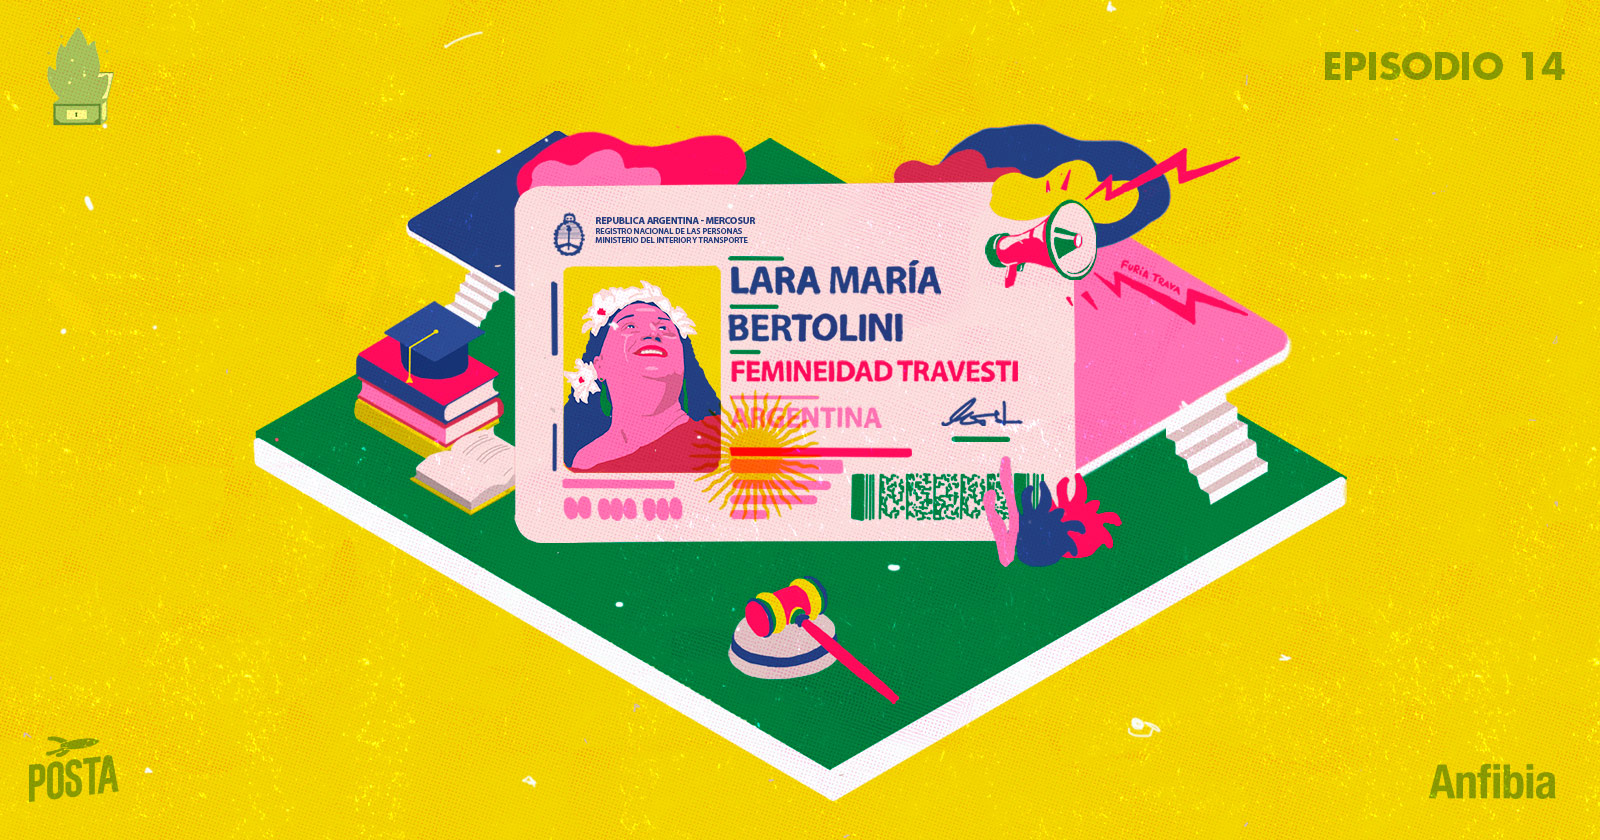 EPISODIO 14
REPUBLICA ARGENTINA - MERCOSUR
REGISTRO NACIONAL DE LAS PERSONAS
MINISTERIO DEL INTERIOR Y TRANSPORTE
LARA MARÍA
BERTOLINI
FEMINEIDAD TRAVESTI
ARGENTINA
FURIA TRAVA
POSTA
Anfibia